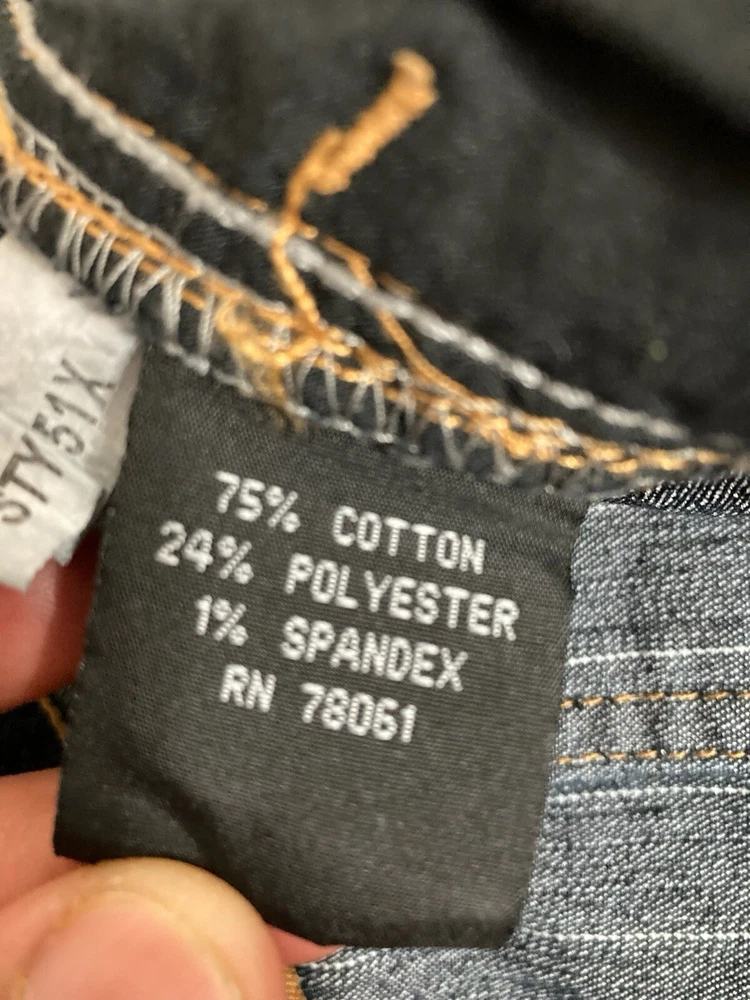 STY51X
75% COTTON
24% POLYESTER
1% SPANDEX
RN 78061